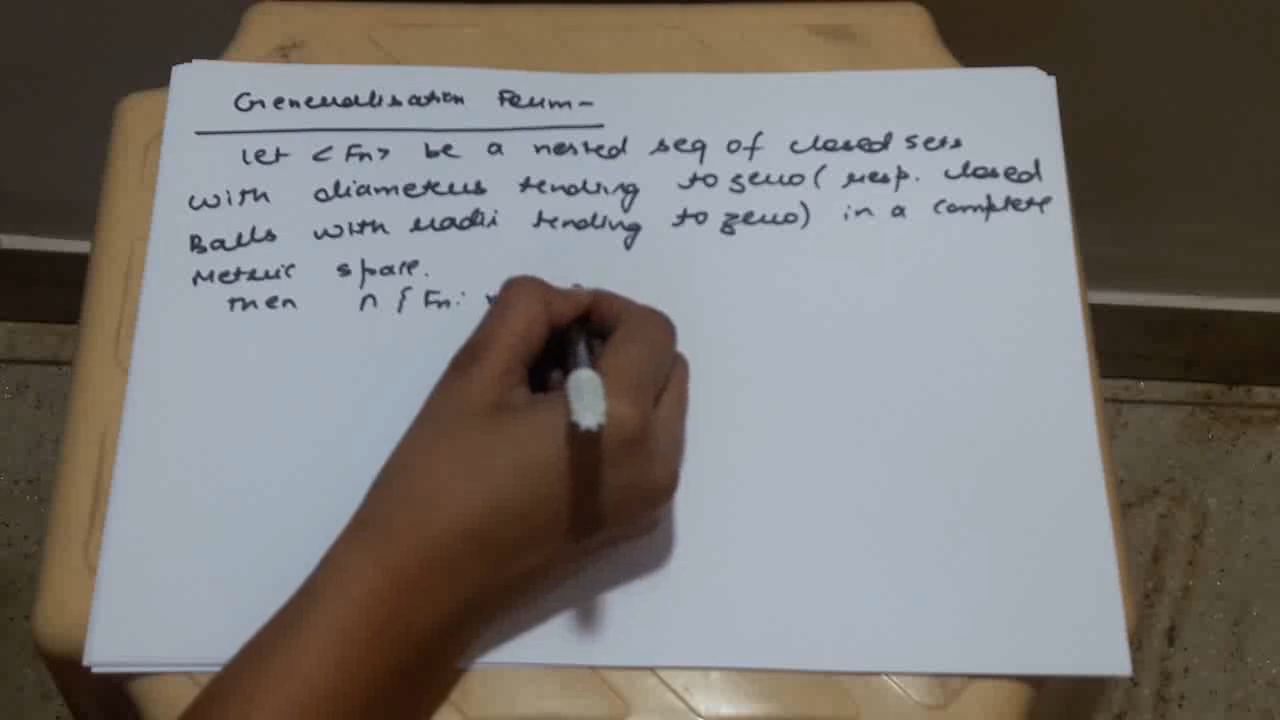 Generalisation Form-
Let <Fn> be a nested seq of closed sets
with diameters tending to zero (resp. closed
Balls with radii tending to zero) in a complete
Metric space.
then ∩ { Fn: